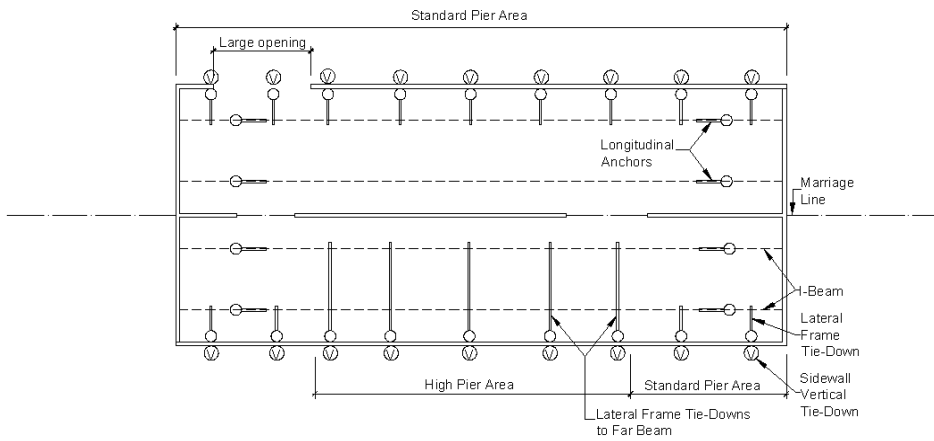 Standard Pier Area
Large opening
V V V V V V V V V
Longitudinal
Anchors
Marriage
Line
I-Beam
Lateral
Frame
Tie-Down
V V V V V V V V V
Sidewall
Vertical
Tie-Down
High Pier Area
Standard Pier Area
Lateral Frame Tie-Downs
to Far Beam